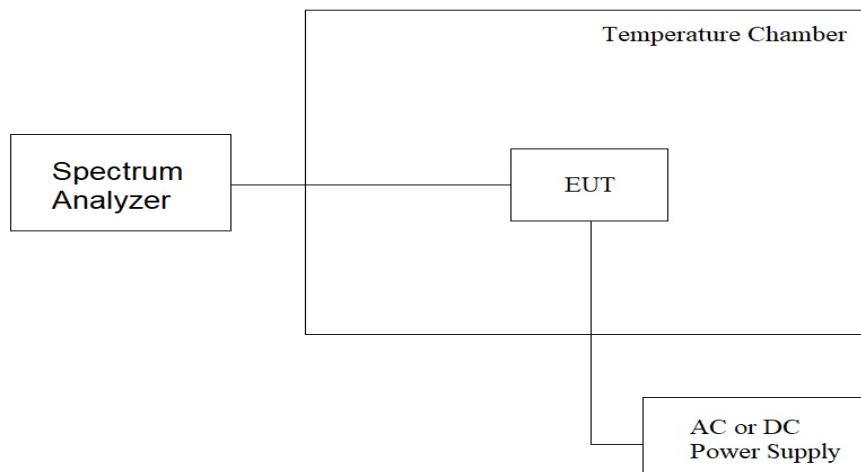 Temperature Chamber
Spectrum
Analyzer
EUT
AC or DC
Power Supply